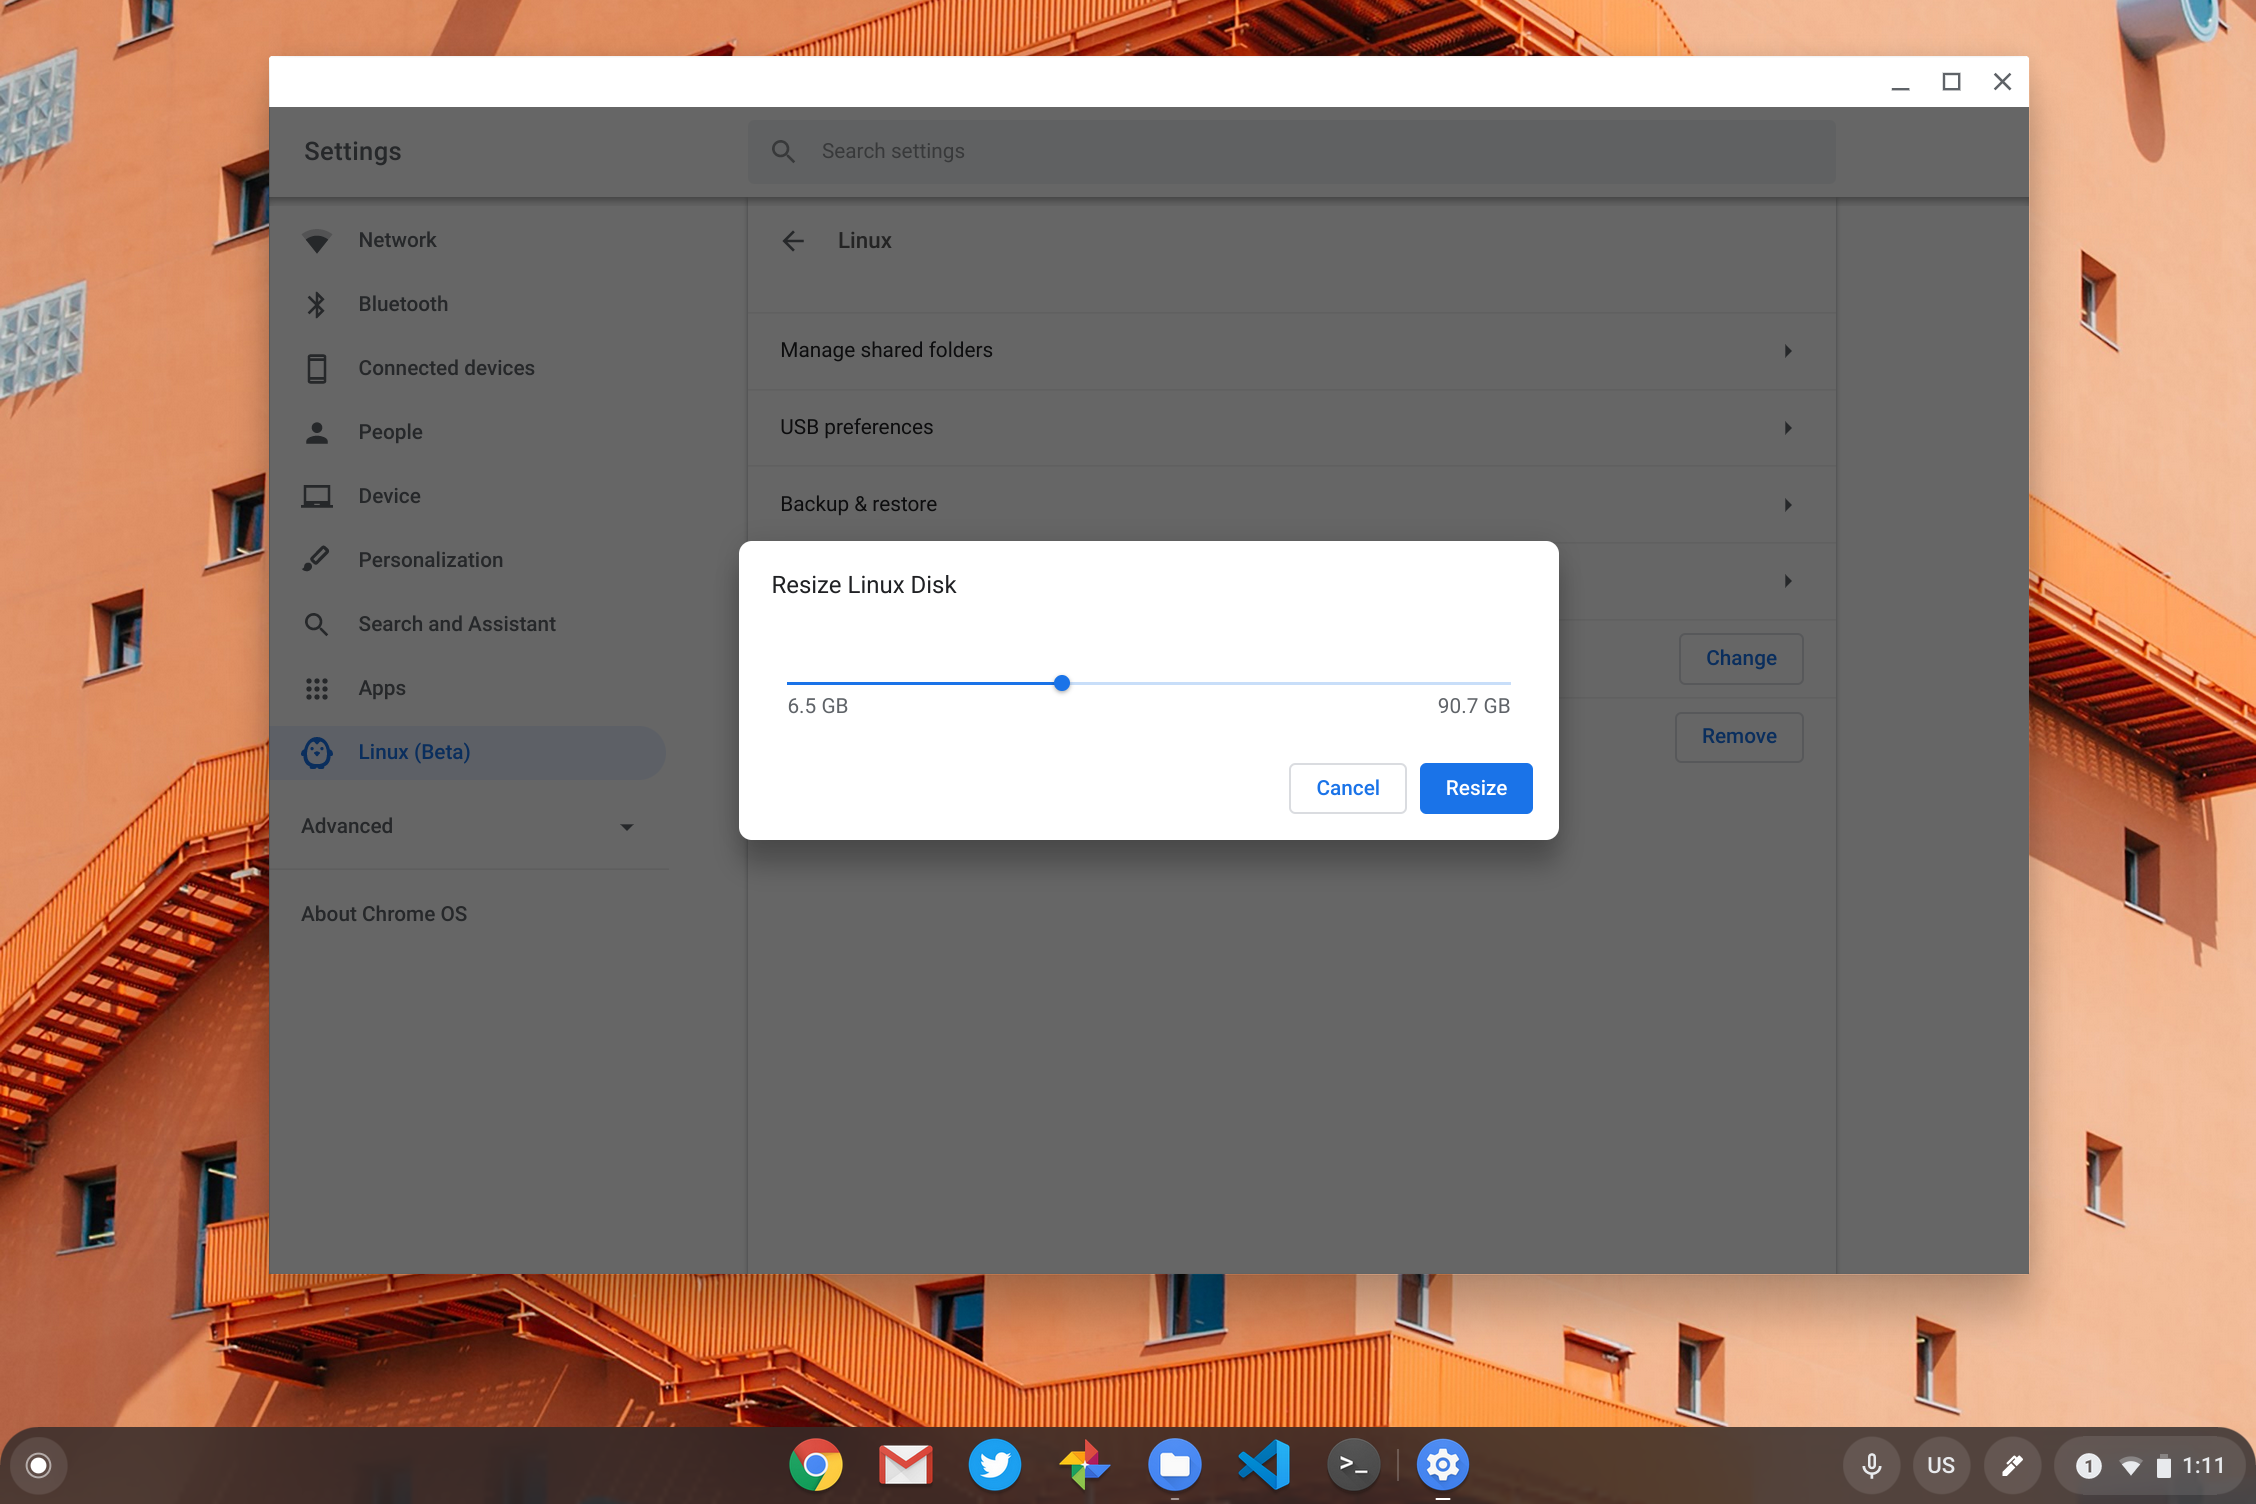 Settings
Search settings
Network
Bluetooth
Connected devices
People
Device
Personalization
Search and Assistant
Apps
Linux (Beta)
Advanced
About Chrome OS
Linux
Manage shared folders
USB preferences
Backup & restore
Change
Remove
Resize Linux Disk
6.5 GB
90.7 GB
Cancel
Resize
>_
US
1
1:11